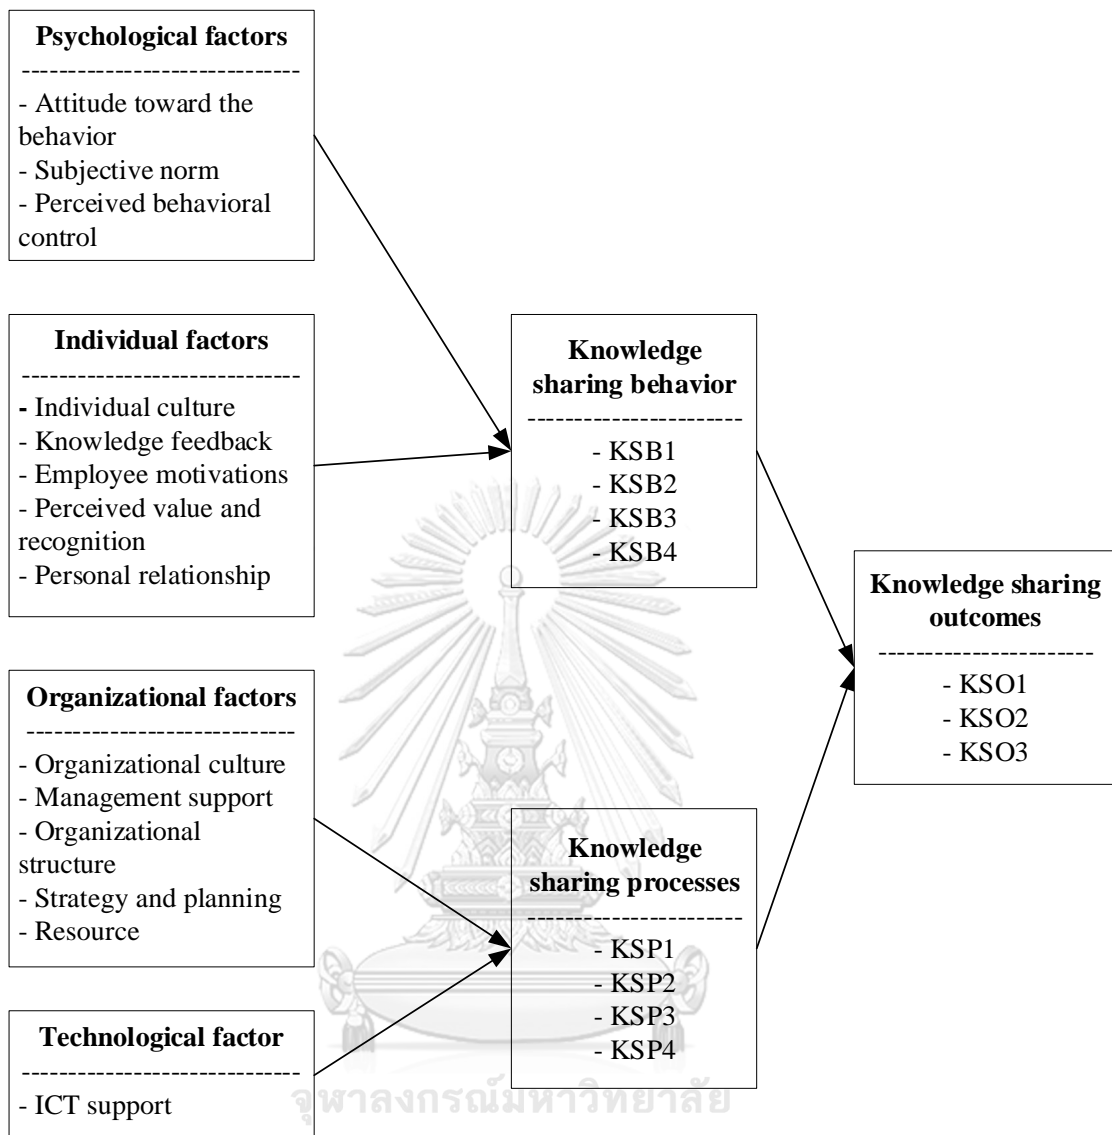 Psychological factors
------------------------------
- Attitude toward the
behavior
- Subjective norm
- Perceived behavioral
control
Individual factors
------------------------------
- Individual culture
- Knowledge feedback
- Employee motivations
- Perceived value and
recognition
- Personal relationship
Organizational factors
-----------------------------
- Organizational culture
- Management support
- Organizational
structure
- Strategy and planning
- Resource
Technological factor
------------------------------
- ICT support
Knowledge
sharing behavior
-----------------------
- KSB1
- KSB2
- KSB3
- KSB4
Knowledge
sharing processes
-----------------------
- KSP1
- KSP2
- KSP3
- KSP4
Knowledge sharing
outcomes
-----------------------
- KSO1
- KSO2
- KSO3
จุฬาลงกรณ์มหาวิทยาลัย